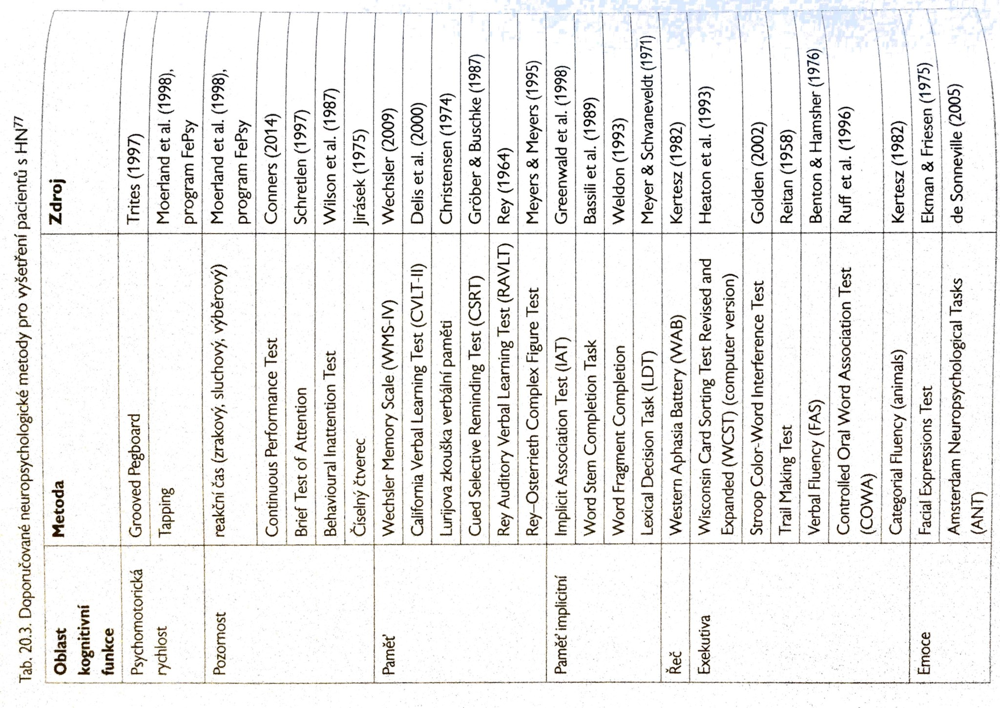 Tab. 20.3. Doporučované neuropsychologické metody pro vyšetření pacientů s HN77
Oblast kognitivní funkce Metoda Zdroj
Psychomotorická rychlost Grooved Pegboard Trites (1997)
Tapping Moerland et al. (1998), program FePsy
Pozornost reakční čas (zrakový, sluchový, výběrový) Moerland et al. (1998), program FePsy
Continuous Performance Test Conners (2014)
Brief Test of Attention Schretlen (1997)
Behavioural Inattention Test Wilson et al. (1987)
Číselný čtverec Jirásek (1975)
Paměť Wechsler Memory Scale (WMS-IV) Wechsler (2009)
California Verbal Learning Test (CVLT-II) Delis et al. (2000)
Lurijova zkouška verbální paměti Christensen (1974)
Cued Selective Reminding Test (CSRT) Gröber & Buschke (1987)
Rey Auditory Verbal Learning Test (RAVLT) Rey (1964)
Rey–Osterrieth Complex Figure Test Meyers & Meyers (1995)
Paměť implicitní Implicit Association Test (IAT) Greenwald et al. (1998)
Word Stem Completion Task Bassili et al. (1989)
Word Fragment Completion Weldon (1993)
Lexical Decision Task (LDT) Meyer & Schvaneveldt (1971)
Řeč Western Aphasia Battery (WAB) Kertesz (1982)
Exekutiva Wisconsin Card Sorting Test Revised and Heaton et al. (1993)
Expanded (WCST) (computer version)
Stroop Color-Word Interference Test Golden (2002)
Trail Making Test Reitan (1958)
Verbal Fluency (FAS) Benton & Hamsher (1976)
Controlled Oral Word Association Test Ruff et al. (1996)
(COWA)
Categorial Fluency (animals) Kertesz (1982)
Emoce Facial Expressions Test Ekman & Friesen (1975)
Amsterdam Neuropsychological Tasks de Sonneville (2005)
(ANT)